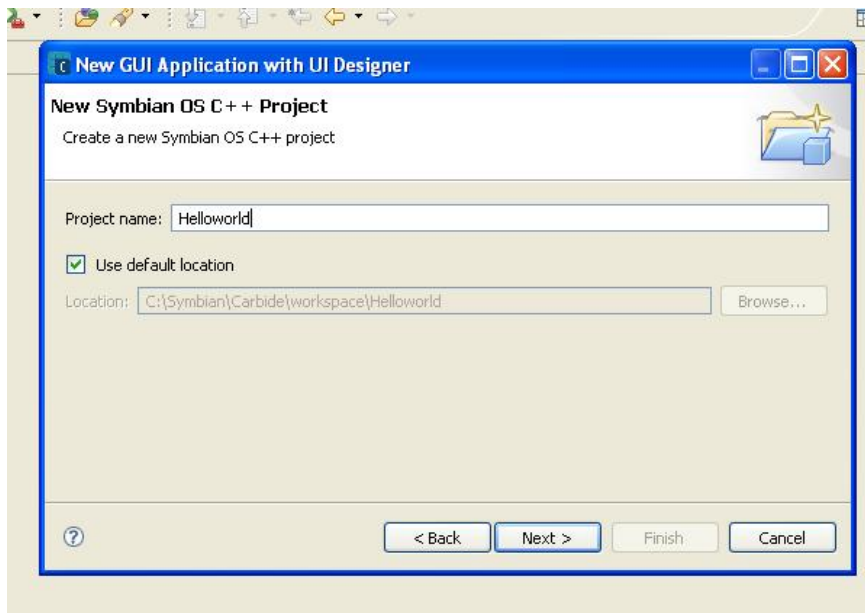 New GUI Application with UI Designer
New Symbian OS C++ Project
Create a new Symbian OS C++ project
Project name: Helloworld
Use default location
Location: C:\Symbian\Carbide\workspace\Helloworld Browse...
< Back Next > Finish Cancel